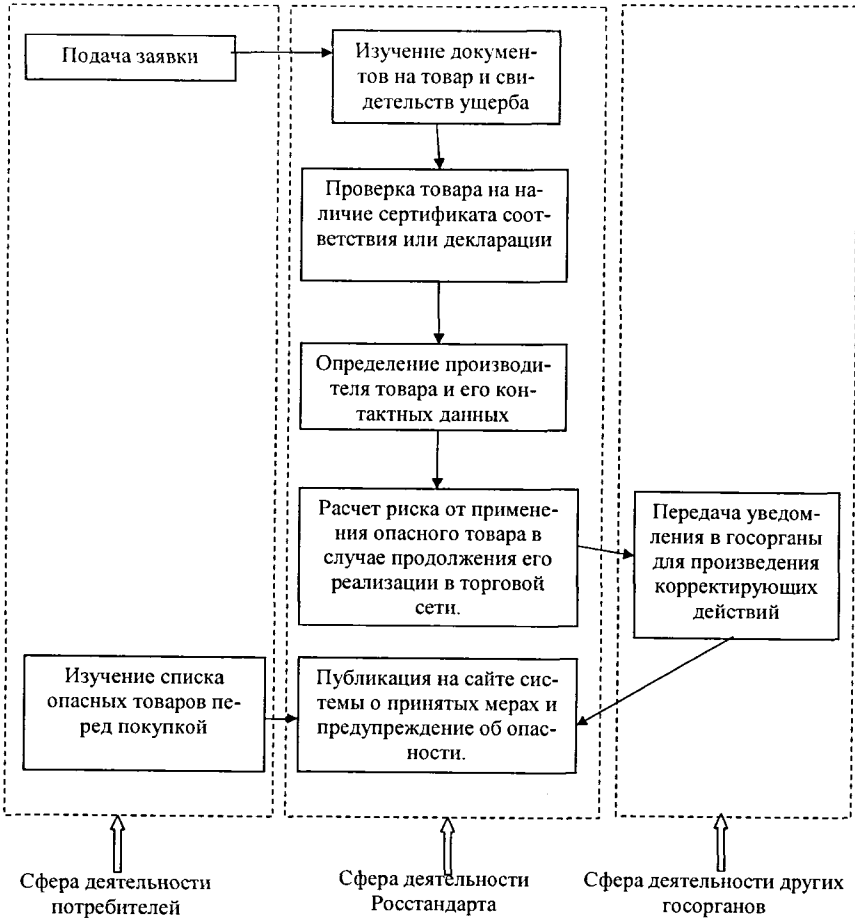 Подача заявки
Изучение докумен-
тов на товар и сви-
детельств ущерба
Проверка товара на на-
личие сертификата соот-
ветствия или декларации
Определение производи-
теля товара и его кон-
тактных данных
Расчет риска от примене-
ния опасного товара в
случае продолжения его
реализации в торговой
сети.
Передача уведом-
ления в госорганы
для произведения
корректирующих
действий
Изучение списка
опасных товаров пе-
ред покупкой
Публикация на сайте сис-
темы о принятых мерах и
предупреждение об опас-
ности.
Сфера деятельности
потребителей
Сфера деятельности
Росстандарта
Сфера деятельности других
госорганов